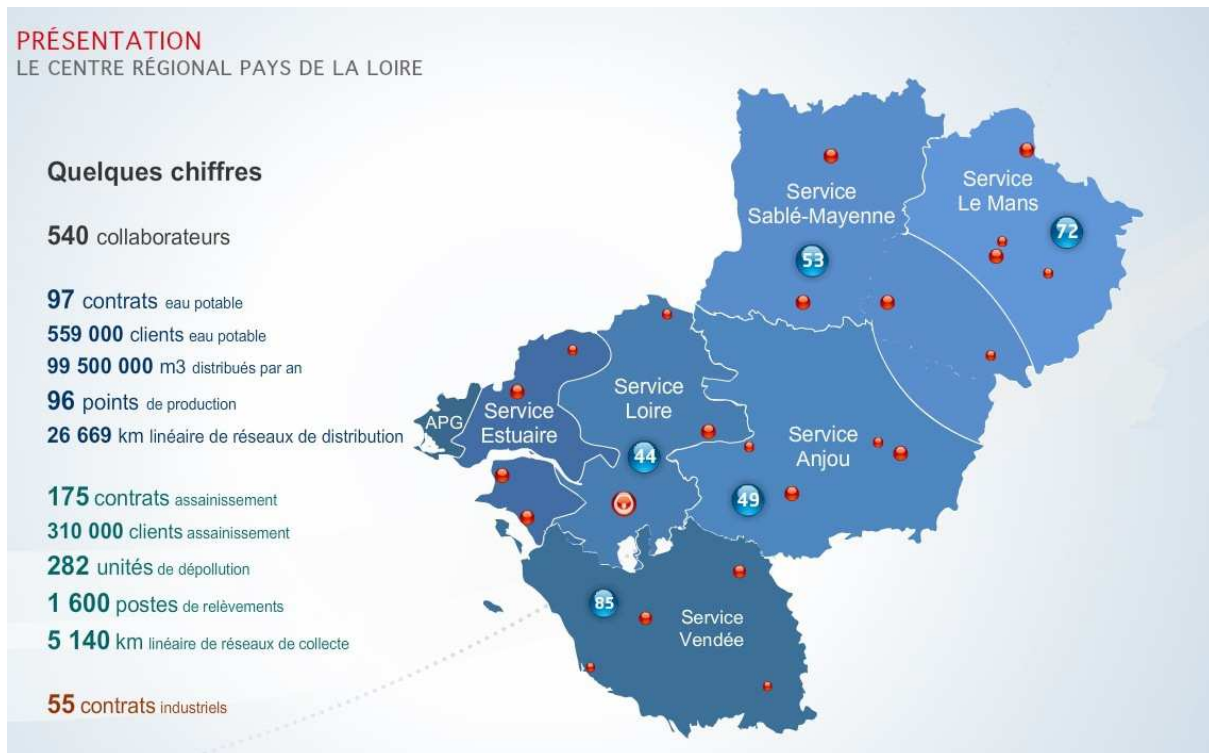 PRÉSENTATION
LE CENTRE RÉGIONAL PAYS DE LA LOIRE
Quelques chiffres
540 collaborateurs
97 contrats eau potable
559 000 clients eau potable
99 500 000 m3 distribués par an
96 points de production
26 669 km linéaire de réseaux de distribution
175 contrats assainissement
310 000 clients assainissement
282 unités de dépollution
1 600 postes de relèvements
5 140 km linéaire de réseaux de collecte
55 contrats industriels
Service
Sablé-Mayenne
53
Service
Le Mans
72
APG
Service
Estuaire
Service
Loire
44
Service
Anjou
49
85
Service
Vendée